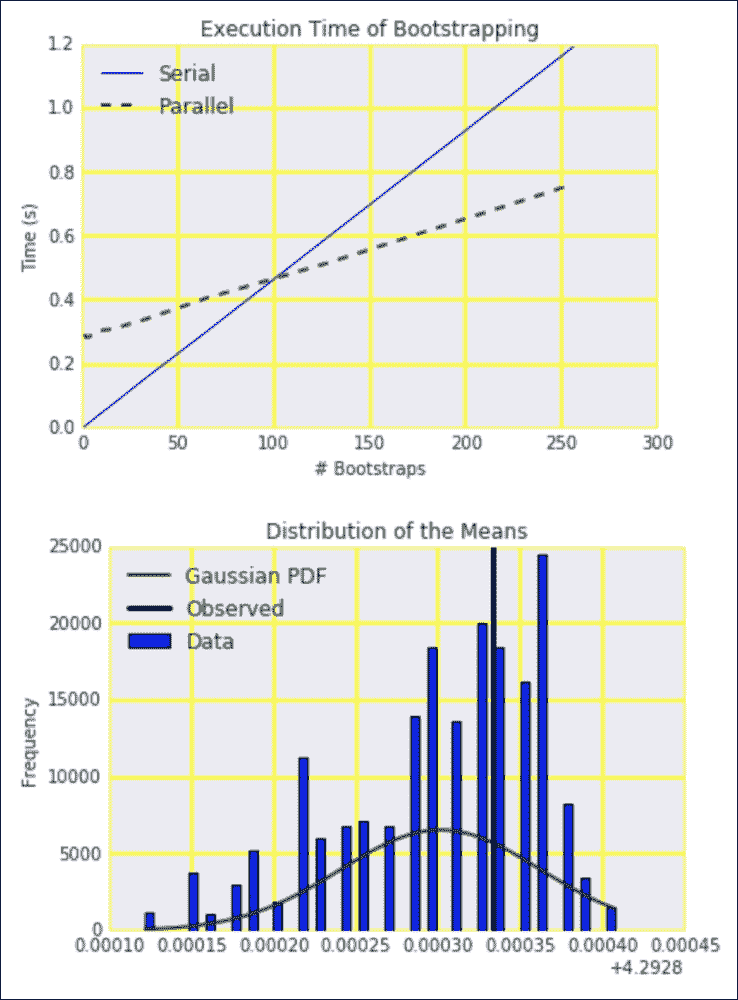 Execution Time of Bootstrapping
1.2
1.0
0.8
0.6
0.4
0.2
0.0
Time (s)
Serial
Parallel
0 50 100 150 200 250 300
# Bootstraps
Distribution of the Means
25000
20000
15000
10000
5000
0
Frequency
Gaussian PDF
Observed
Data
0.00010 0.00015 0.00020 0.00025 0.00030 0.00035 0.00040 0.00045
+4.2928